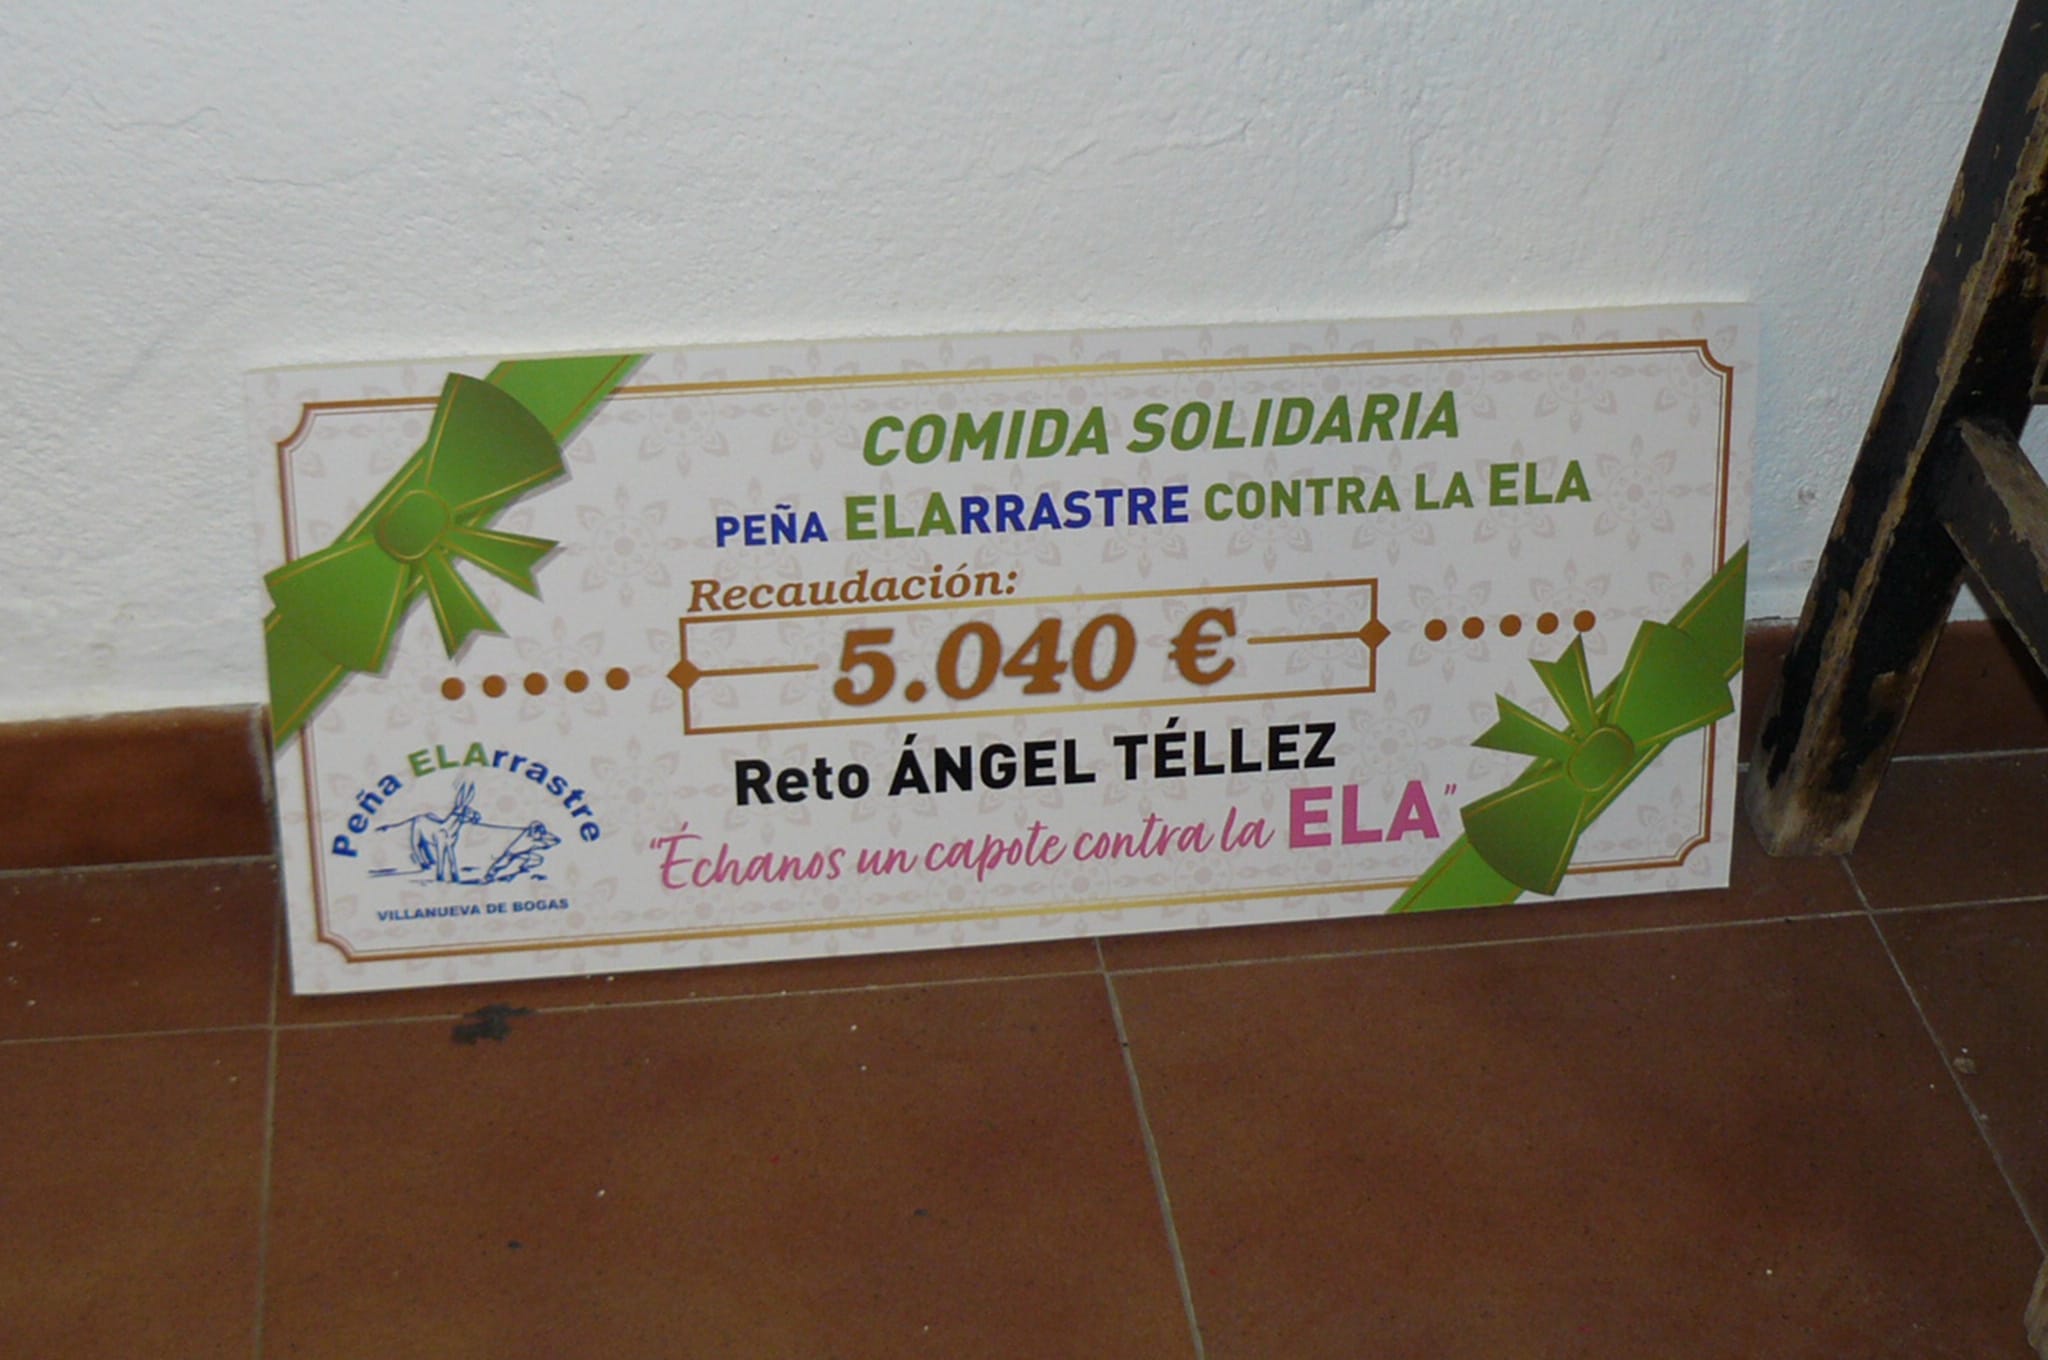 COMIDA SOLIDARIA
PEÑA ELARRASTRE CONTRA LA ELA
Recaudación:
5.040 €
Reto ÁNGEL TÉLLEZ
“Échanos un capote contra la ELA”
Peña ELArrastre
VILLANUEVA DE BOGAS